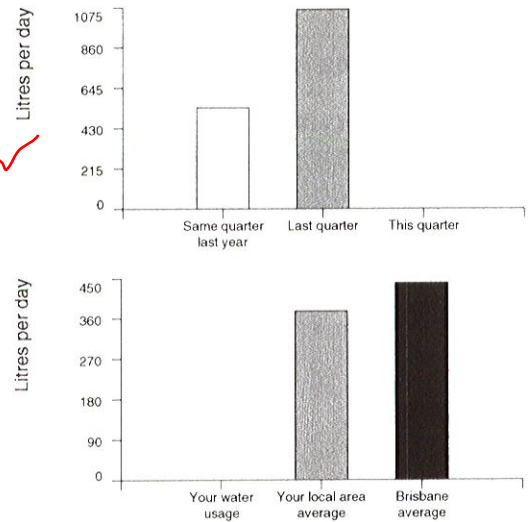 Litres per day
1075
860
645
430
215
0
Same quarter
last year
Last quarter
This quarter
Litres per day
450
360
270
180
90
0
Your water
usage
Your local area
average
Brisbane
average